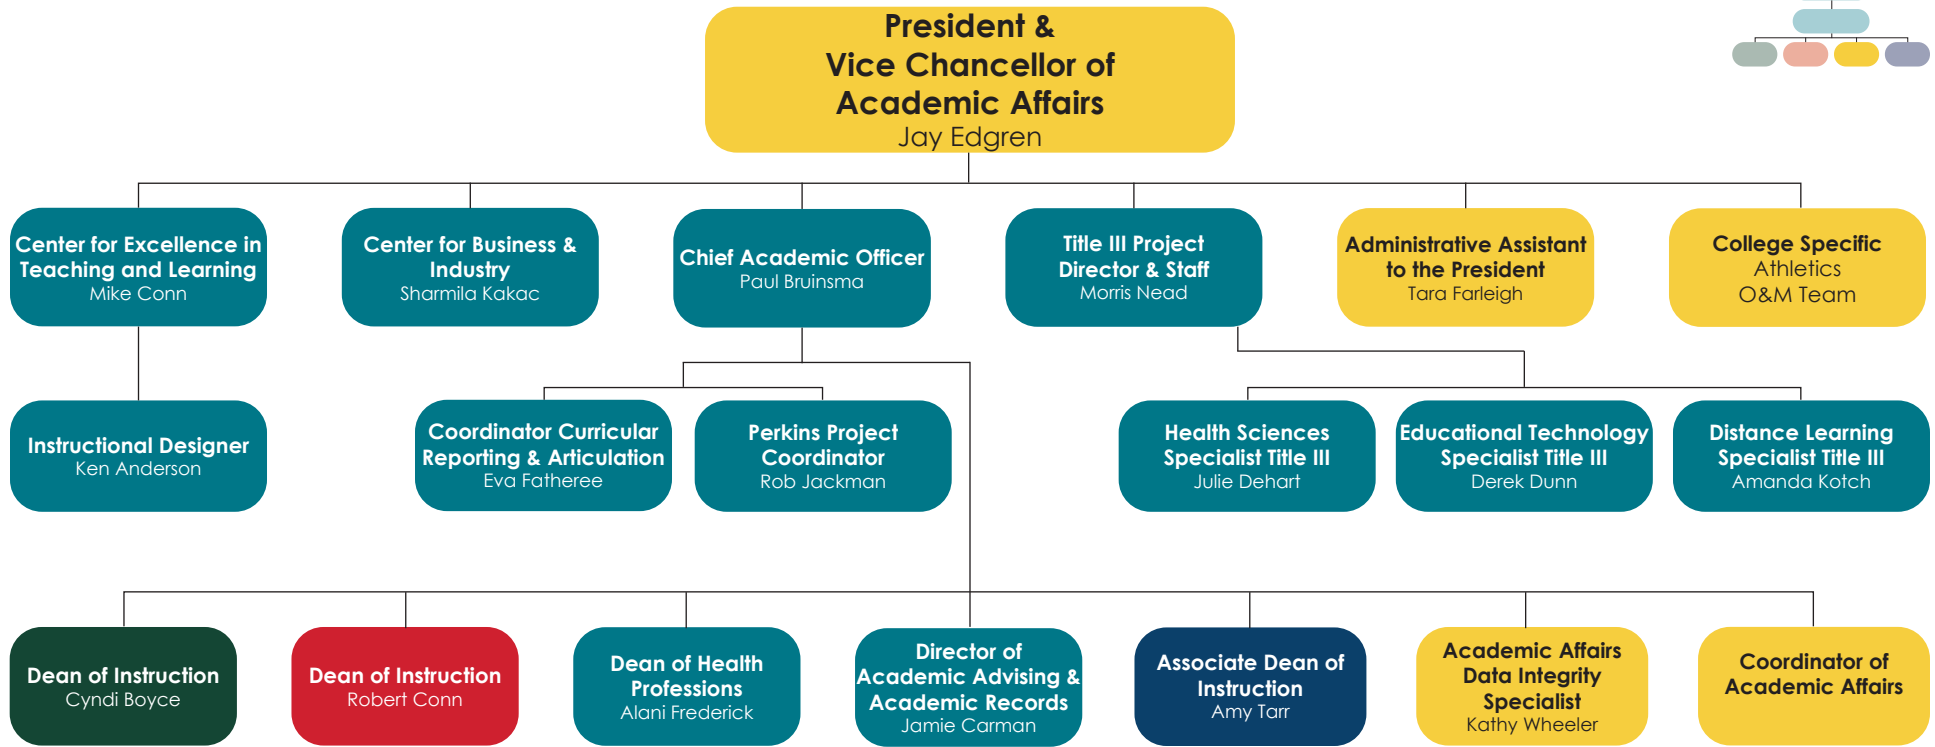 President &
Vice Chancellor of
Academic Affairs
Jay Edgren
Center for Excellence in
Teaching and Learning
Mike Conn
Center for Business &
Industry
Sharmila Kakac
Chief Academic Officer
Paul Bruinsma
Title III Project
Director & Staff
Morris Nead
Administrative Assistant
to the President
Tara Farleigh
College Specific
Athletics
O&M Team
Instructional Designer
Ken Anderson
Coordinator Curricular
Reporting & Articulation
Eva Fatheree
Perkins Project
Coordinator
Rob Jackman
Health Sciences
Specialist Title III
Julie Dehart
Educational Technology
Specialist Title III
Derek Dunn
Distance Learning
Specialist Title III
Amanda Kotch
Dean of Instruction
Cyndi Boyce
Dean of Instruction
Robert Conn
Dean of Health
Professions
Alani Frederick
Director of
Academic Advising &
Academic Records
Jamie Carman
Associate Dean of
Instruction
Amy Tarr
Academic Affairs
Data Integrity
Specialist
Kathy Wheeler
Coordinator of
Academic Affairs